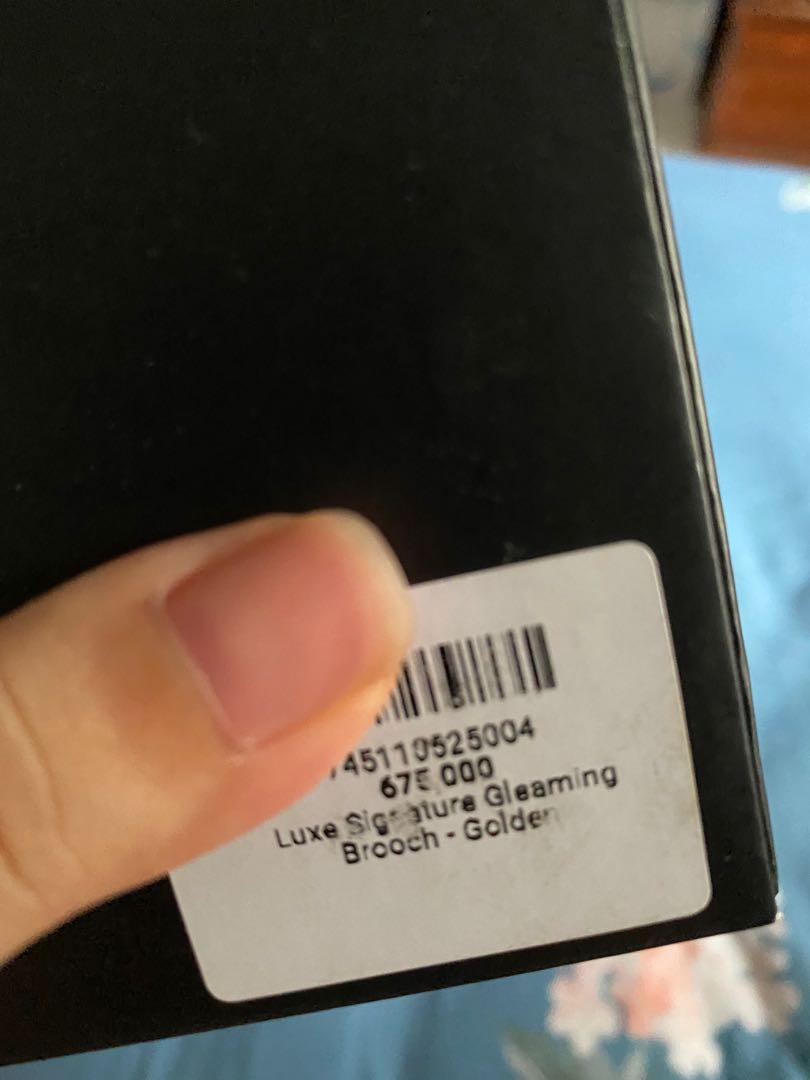 745110525004
675,000
Luxe Signature Gleaming
Brooch - Golden